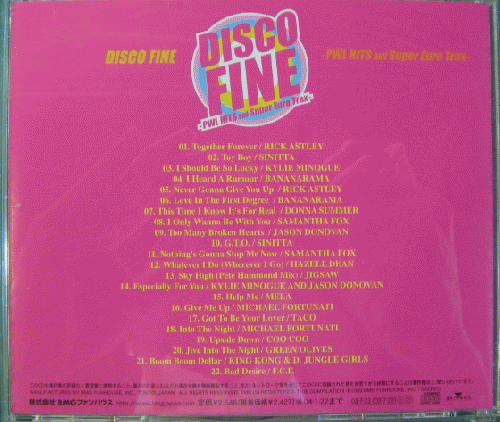 DISCO FINE
DISCO
FINE
-PWL HITS and Super Euro Trax-
-PWL HITS and Super Euro Trax-
01. Together Forever / RICK ASTLEY
02. Toy Boy / SINITTA
03. I Should Be So Lucky / KYLIE MINOGUE
04. I Heard A Rumour / BANANARAMA
05. Never Gonna Give You Up / RICK ASTLEY
06. Love In The First Degree / BANANARAMA
07. This Time I Know It's For Real / DONNA SUMMER
08. I Only Wanna Be With You / SAMANTHA FOX
09. Too Many Broken Hearts / JASON DONOVAN
10. G.T.O. / SINITTA
11. Nothing's Gonna Stop Me Now / SAMANTHA FOX
12. Whatever I Do (Wherever I Go) / HAZELL DEAN
13. Sky High (Pete Hammond Mix) / JIGSAW
14. Especially For You / KYLIE MINOGUE AND JASON DONOVAN
15. Help Me / MELA
16. Give Me Up / MICHAEL FORTUNATI
17. Got To Be Your Lover / TACO
18. Into The Night / MICHAEL FORTUNATI
19. Upside Down / COO COO
20. Jive Into The Night / GREEN OLIVES
21. Boom Boom Dollar / KING KONG & D. JUNGLE GIRLS
22. Bad Desire / F.C.F.
株式会社BMGファンハウス